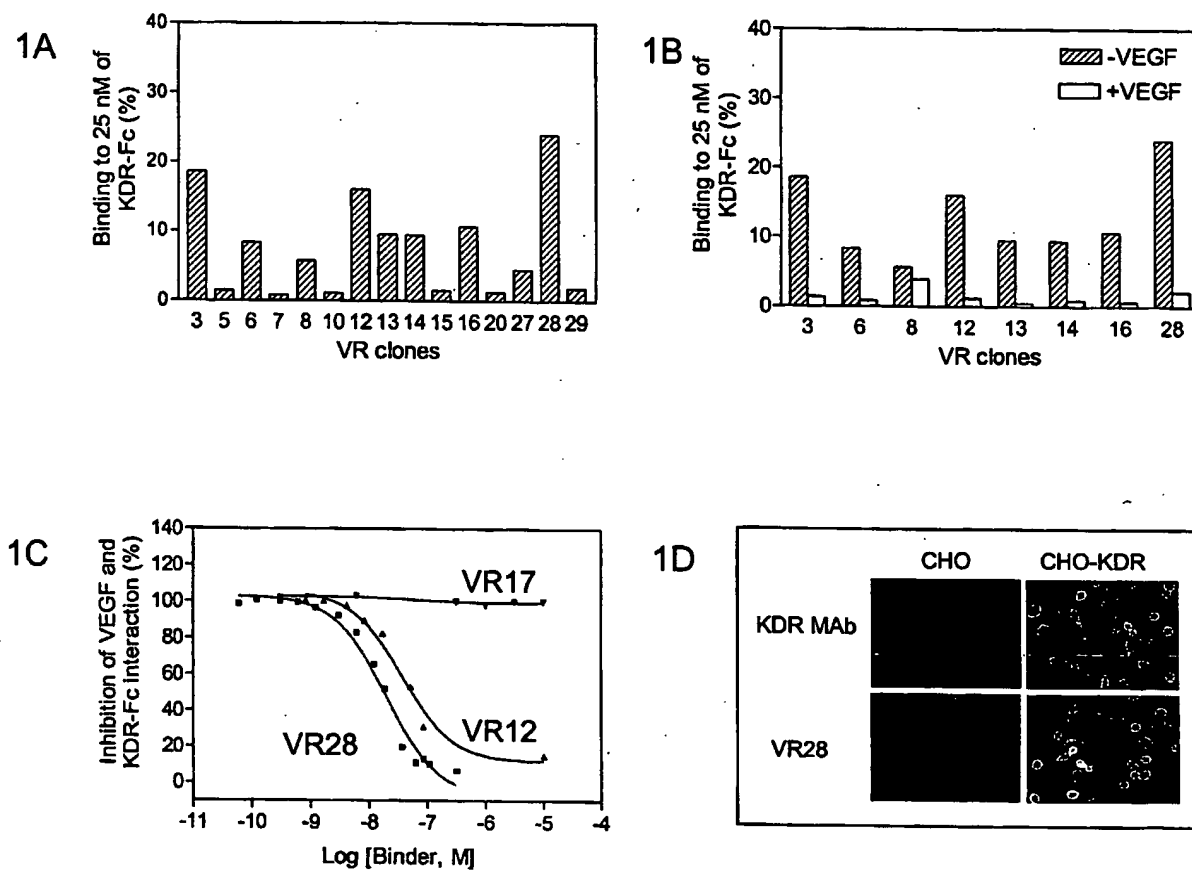 1A
Binding to 25 nM of
KDR-Fc (%)
40
30
20
10
0
3 5 6 7 8 10 12 13 14 15 16 20 27 28 29
VR clones
1B
Binding to 25 nM of
KDR-Fc (%)
40
30
20
10
0
-VEGF
+VEGF
3 6 8 12 13 14 16 28
VR clones
1C
Inhibition of VEGF and
KDR-Fc interaction (%)
140
120
100
80
60
40
20
0
VR17
VR12
VR28
-11 -10 -9 -8 -7 -6 -5 -4
Log [Binder, M]
1D
CHO CHO-KDR
KDR MAb
VR28